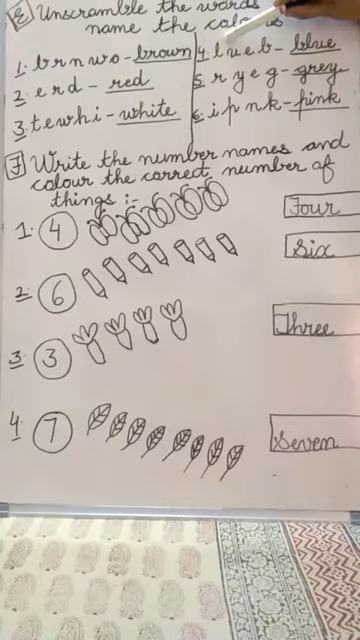 E Unscramble the words
name the
1. b r n w o - brown
4. l u e b - blue
2. e r d - red
5. r y e g - grey
3. t e w h i - white
6. i p n k - pink
F Write the number names and
colour the correct number of
things :-
1. 4 Four
2. 6 Six
3. 3 Three
4. 7 Seven